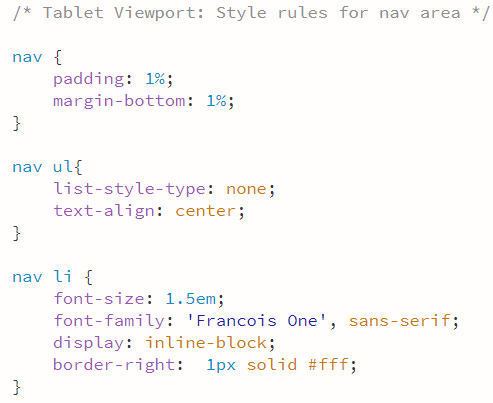 /* Tablet Viewport: Style rules for nav area */
nav {
padding: 1%;
margin-bottom: 1%;
}
nav ul{
list-style-type: none;
text-align: center;
}
nav li {
font-size: 1.5em;
font-family: 'Francois One', sans-serif;
display: inline-block;
border-right:  1px solid #fff;
}